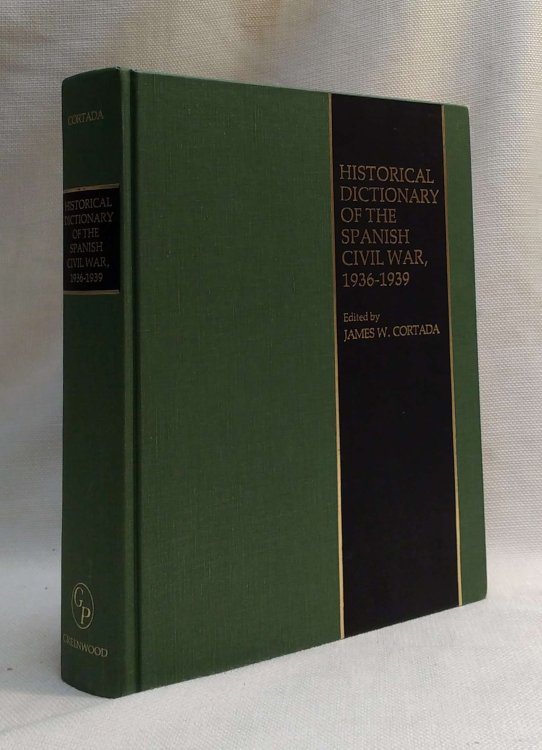 CORTADA
HISTORICAL
DICTIONARY
OF THE
SPANISH
CIVIL WAR,
1936-1939
GP
GREENWOOD
HISTORICAL
DICTIONARY
OF THE
SPANISH
CIVIL WAR,
1936-1939
Edited by
JAMES W. CORTADA